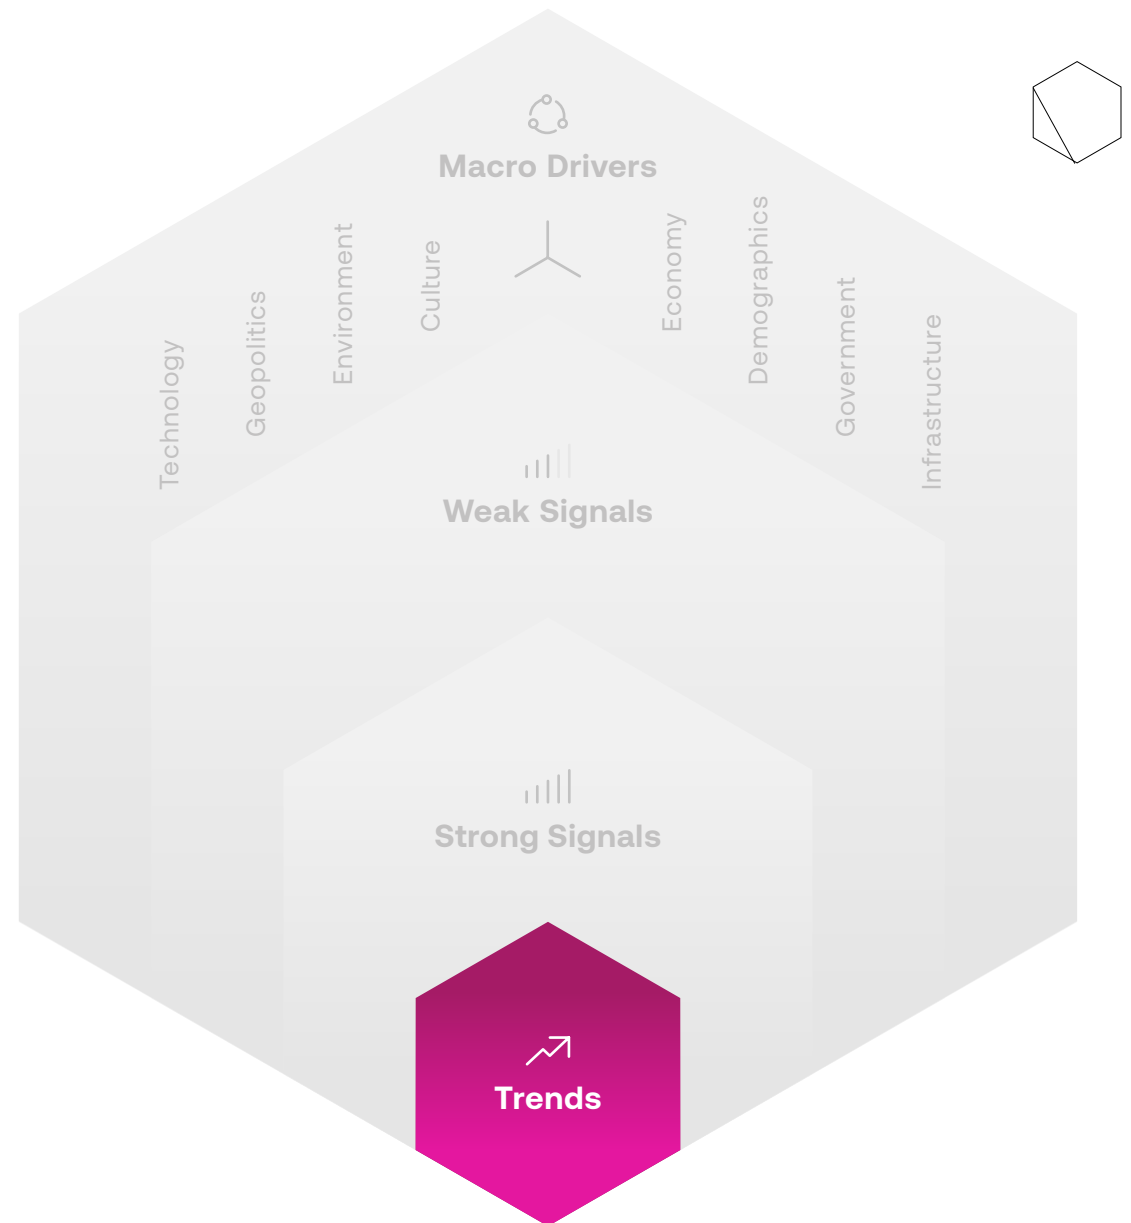 Macro Drivers
Technology
Geopolitics
Environment
Culture
Economy
Demographics
Government
Infrastructure
Weak Signals
Strong Signals
Trends